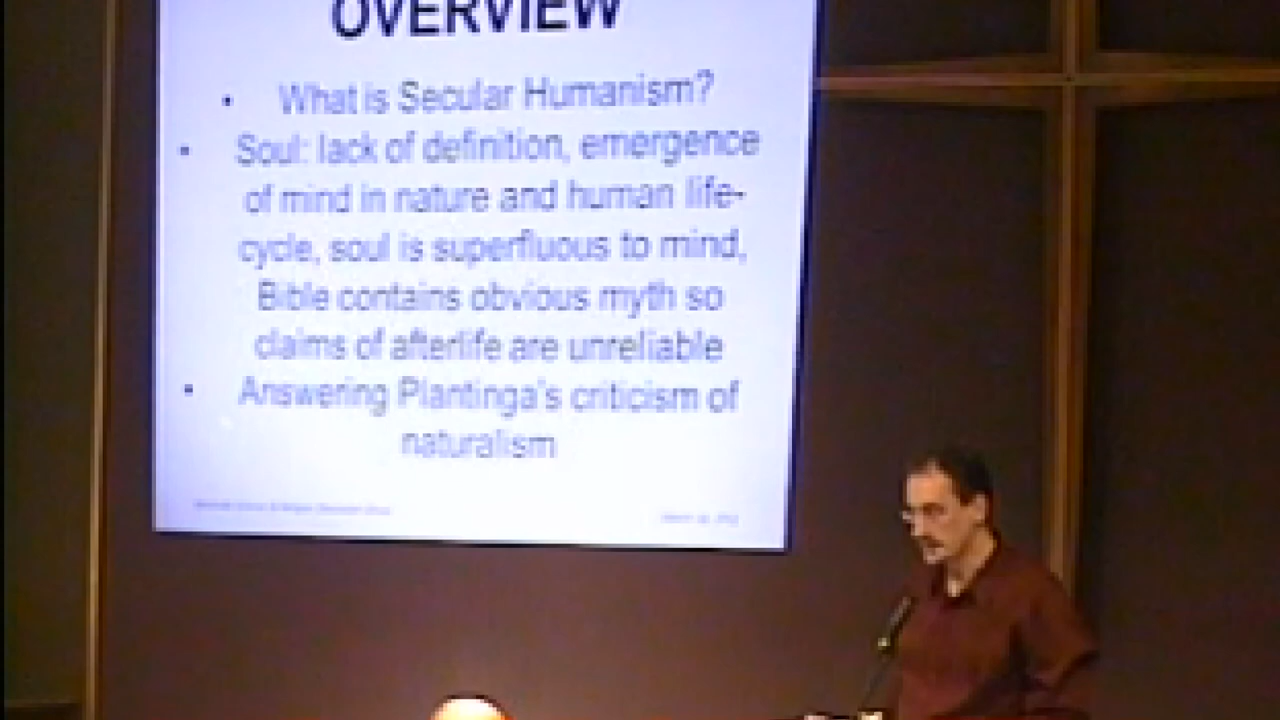 OVERVIEW
• What is Secular Humanism?
• Soul: lack of definition, emergence
of mind in nature and human life-
cycle, soul is superfluous to mind,
Bible contains obvious myth so
claims of afterlife are unreliable
• Answering Plantinga's criticism of
naturalism